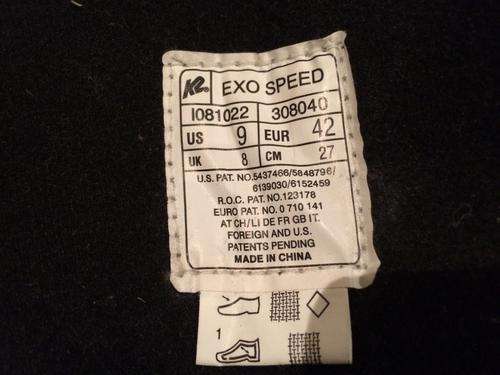 K2 EXO SPEED
I081022 308040
US 9 EUR 42
UK 8 CM 27
U.S. PAT. NO.5437466/5848796/
6139030/6152459
R.O.C. PAT. NO.123178
EURO PAT. NO. 0 710 141
AT CH/LI DE FR GB IT.
FOREIGN AND U.S.
PATENTS PENDING
MADE IN CHINA
1